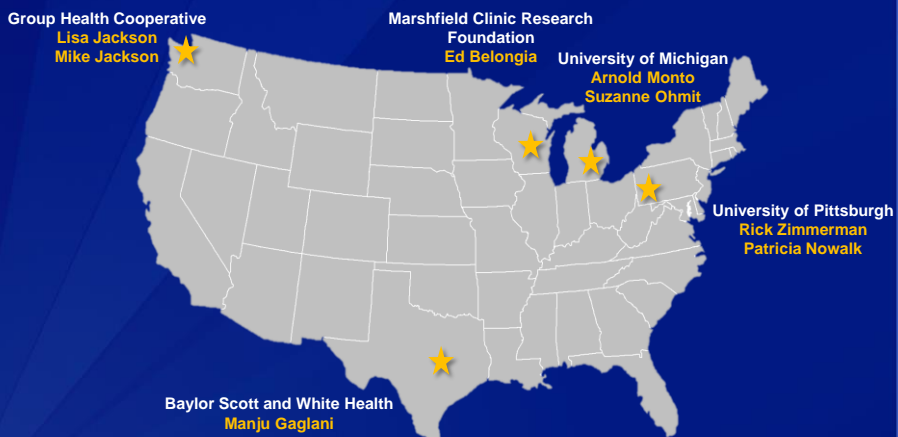 Group Health Cooperative
Lisa Jackson
Mike Jackson
Marshfield Clinic Research
Foundation
Ed Belongia
University of Michigan
Arnold Monto
Suzanne Ohmit
University of Pittsburgh
Rick Zimmerman
Patricia Nowalk
Baylor Scott and White Health
Manju Gaglani